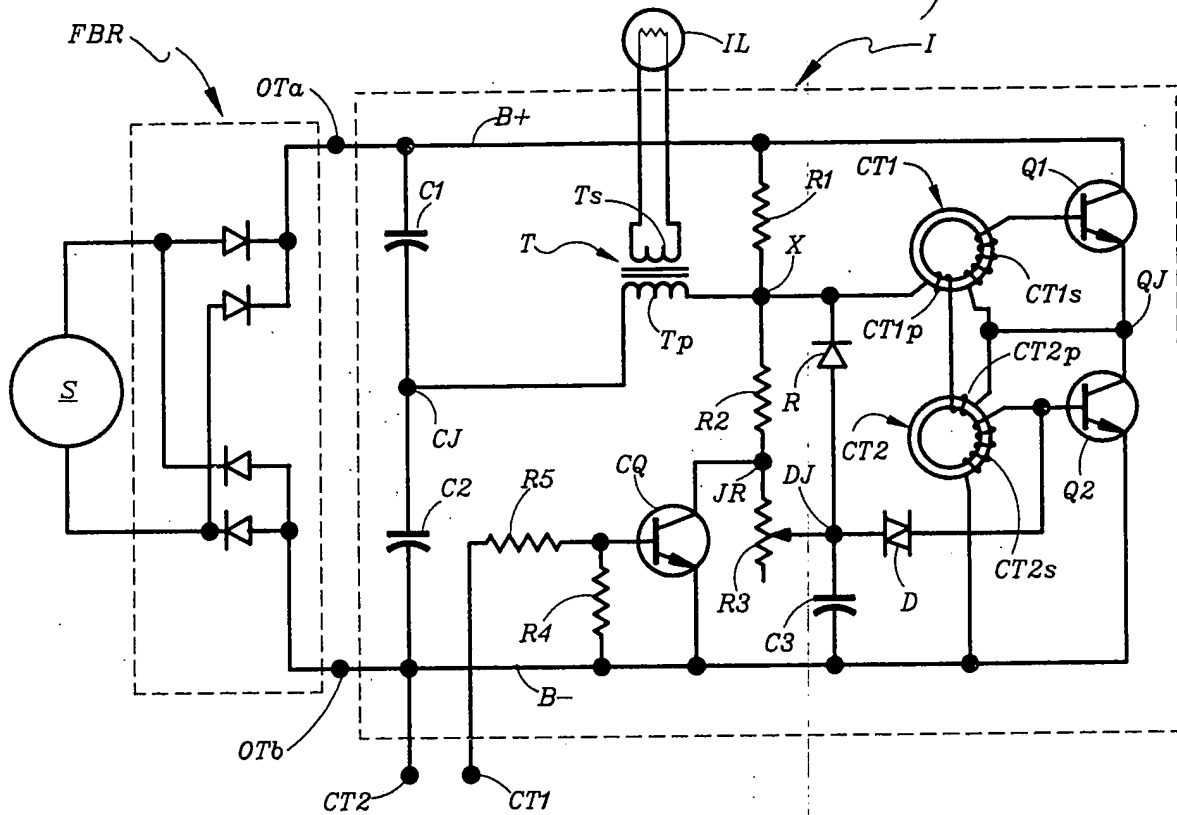 FBR
IL
I
OTa
B+
CT1
Q1
C1
Ts
R1
T
X
CT1s
QJ
Tp
CT1p
CT2p
S
R
CJ
R2
CQ
DJ
CT2
C2
R5
JR
Q2
CT2s
R3
D
R4
C3
B-
OTb
CT2
CT1